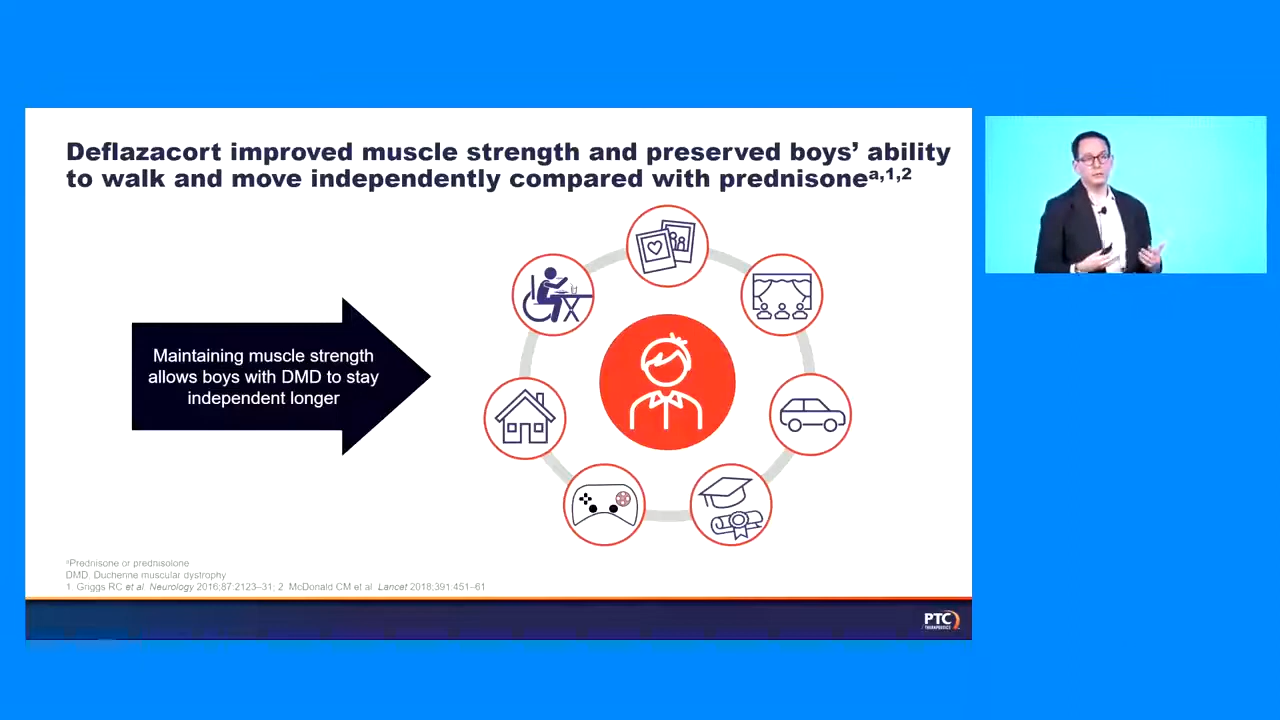 Deflazacort improved muscle strength and preserved boys’ ability
to walk and move independently compared with prednisoneᵃ,¹,²
Maintaining muscle strength
allows boys with DMD to stay
independent longer
ᵃPrednisone or prednisolone
DMD, Duchenne muscular dystrophy
1. Griggs RC et al. Neurology 2016;87:2123–31; 2. McDonald CM et al. Lancet 2018;391:451–61
PTC
THERAPEUTICS